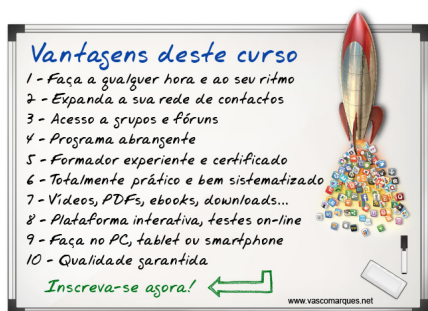 Vantagens deste curso
1 - Faça a qualquer hora e ao seu ritmo
2 - Expanda a sua rede de contactos
3 - Acesso a grupos e fóruns
4 - Programa abrangente
5 - Formador experiente e certificado
6 - Totalmente prático e bem sistematizado
7 - Vídeos, PDFs, ebooks, downloads...
8 - Plataforma interativa, testes on-line
9 - Faça no PC, tablet ou smartphone
10 - Qualidade garantida
Inscreva-se agora!
www.vascomarques.net